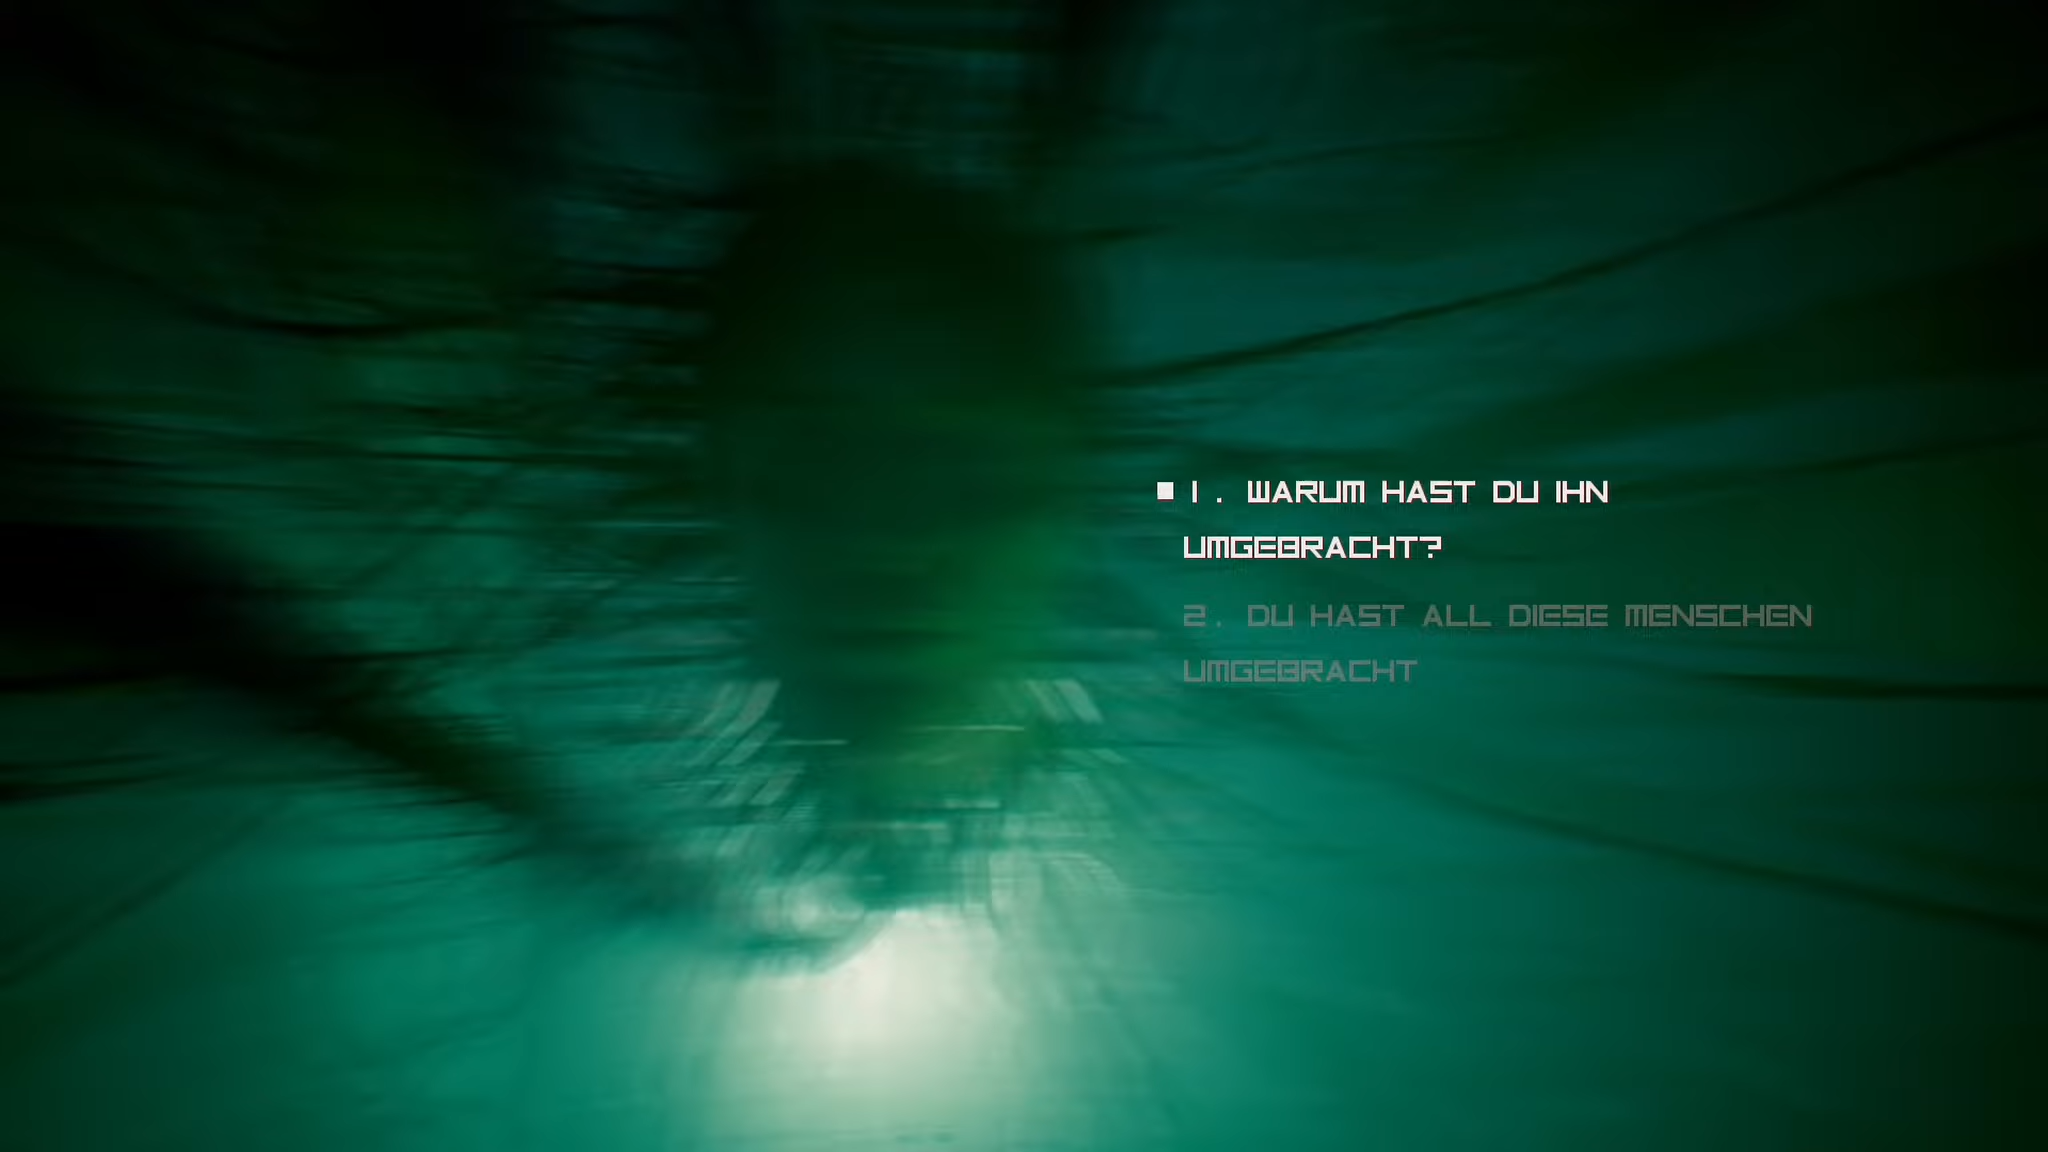 1. WARUM HAST DU IHN
UMGEBRACHT?
2. DU HAST ALL DIESE MENSCHEN
UMGEBRACHT